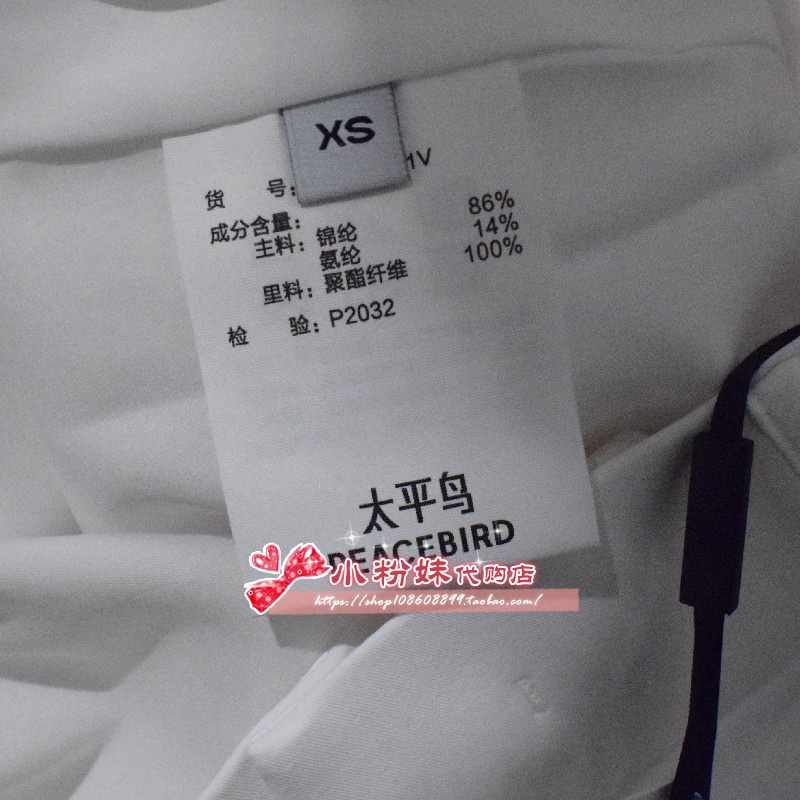 XS
货 号: 1V
成分含量:
主料: 锦纶 86%
氨纶 14%
里料: 聚酯纤维 100%
检 验: P2032
太平鸟
PEACEBIRD
小粉妹代购店
https://shop108608899.taobao.com/